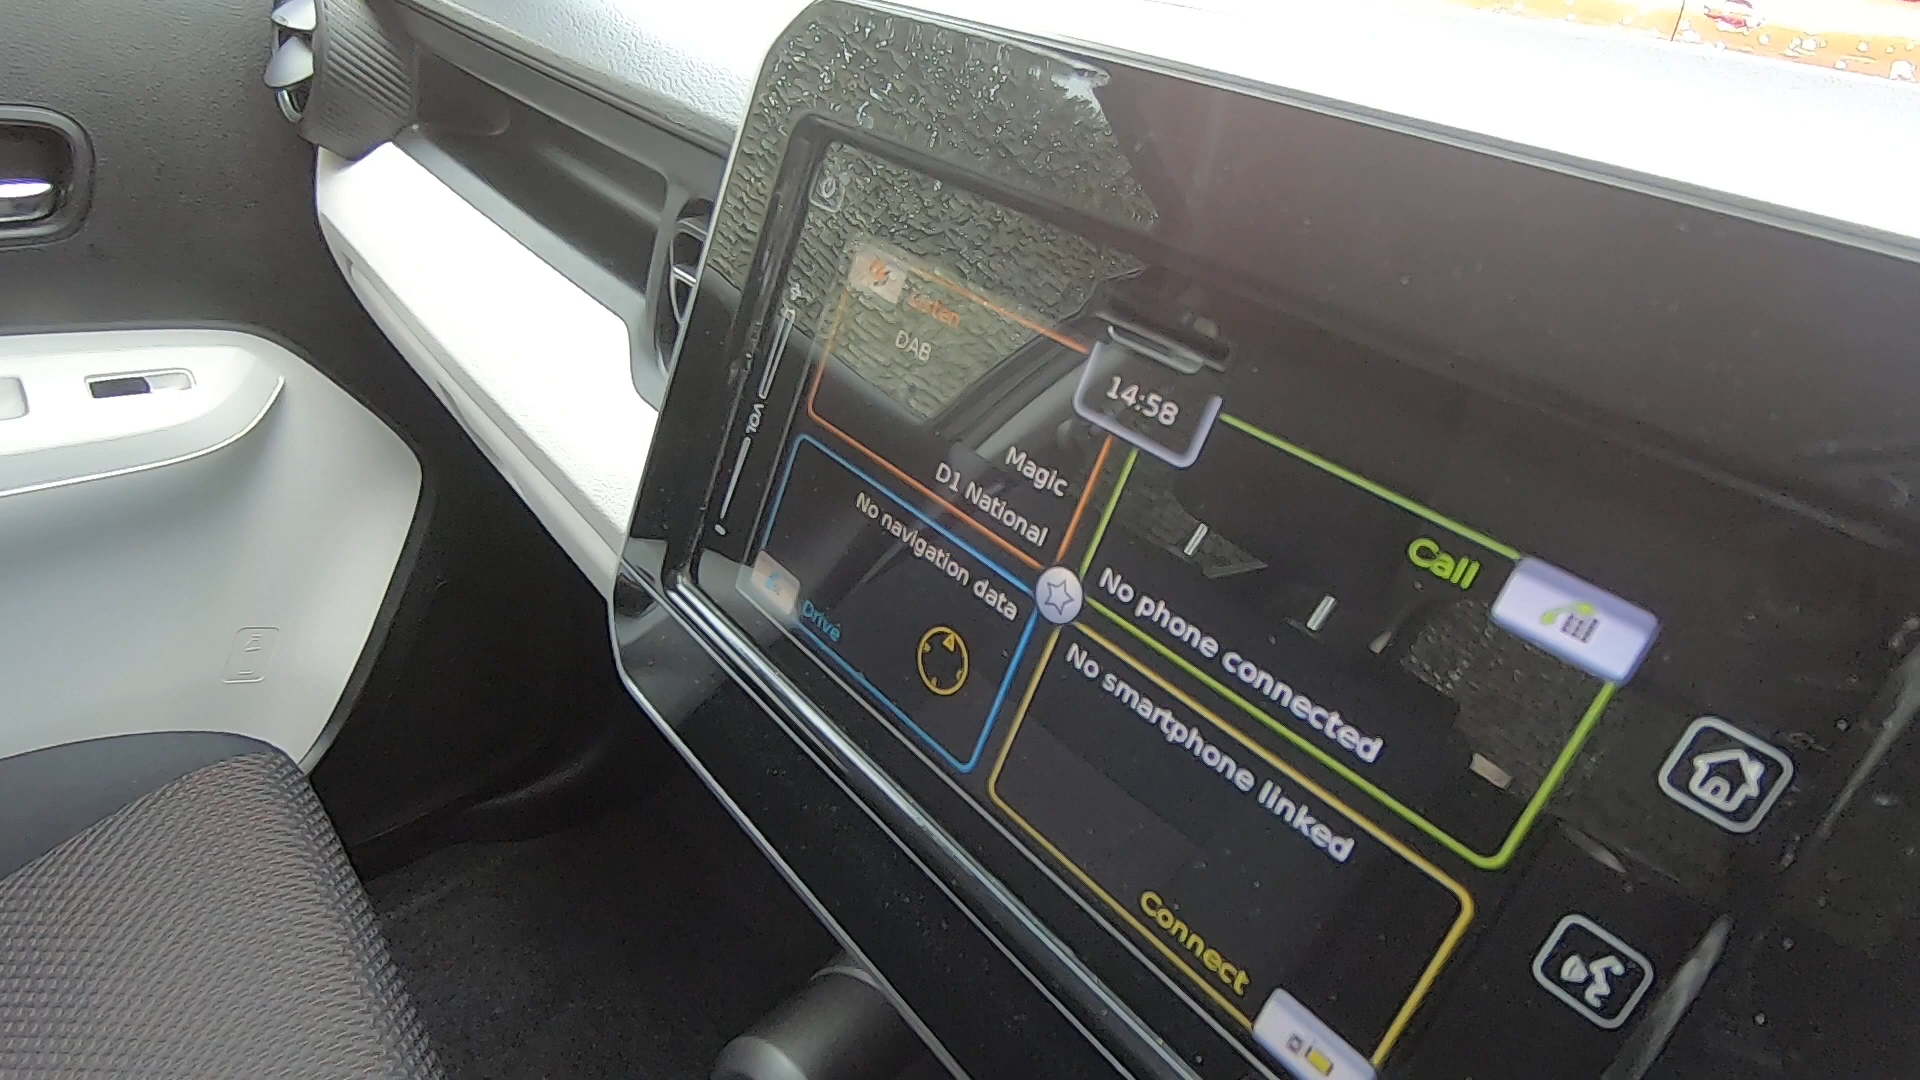 Listen
DAB
Magic
D1 National
14:58
Call
No phone connected
VOL
No navigation data
Drive
No smartphone linked
Connect